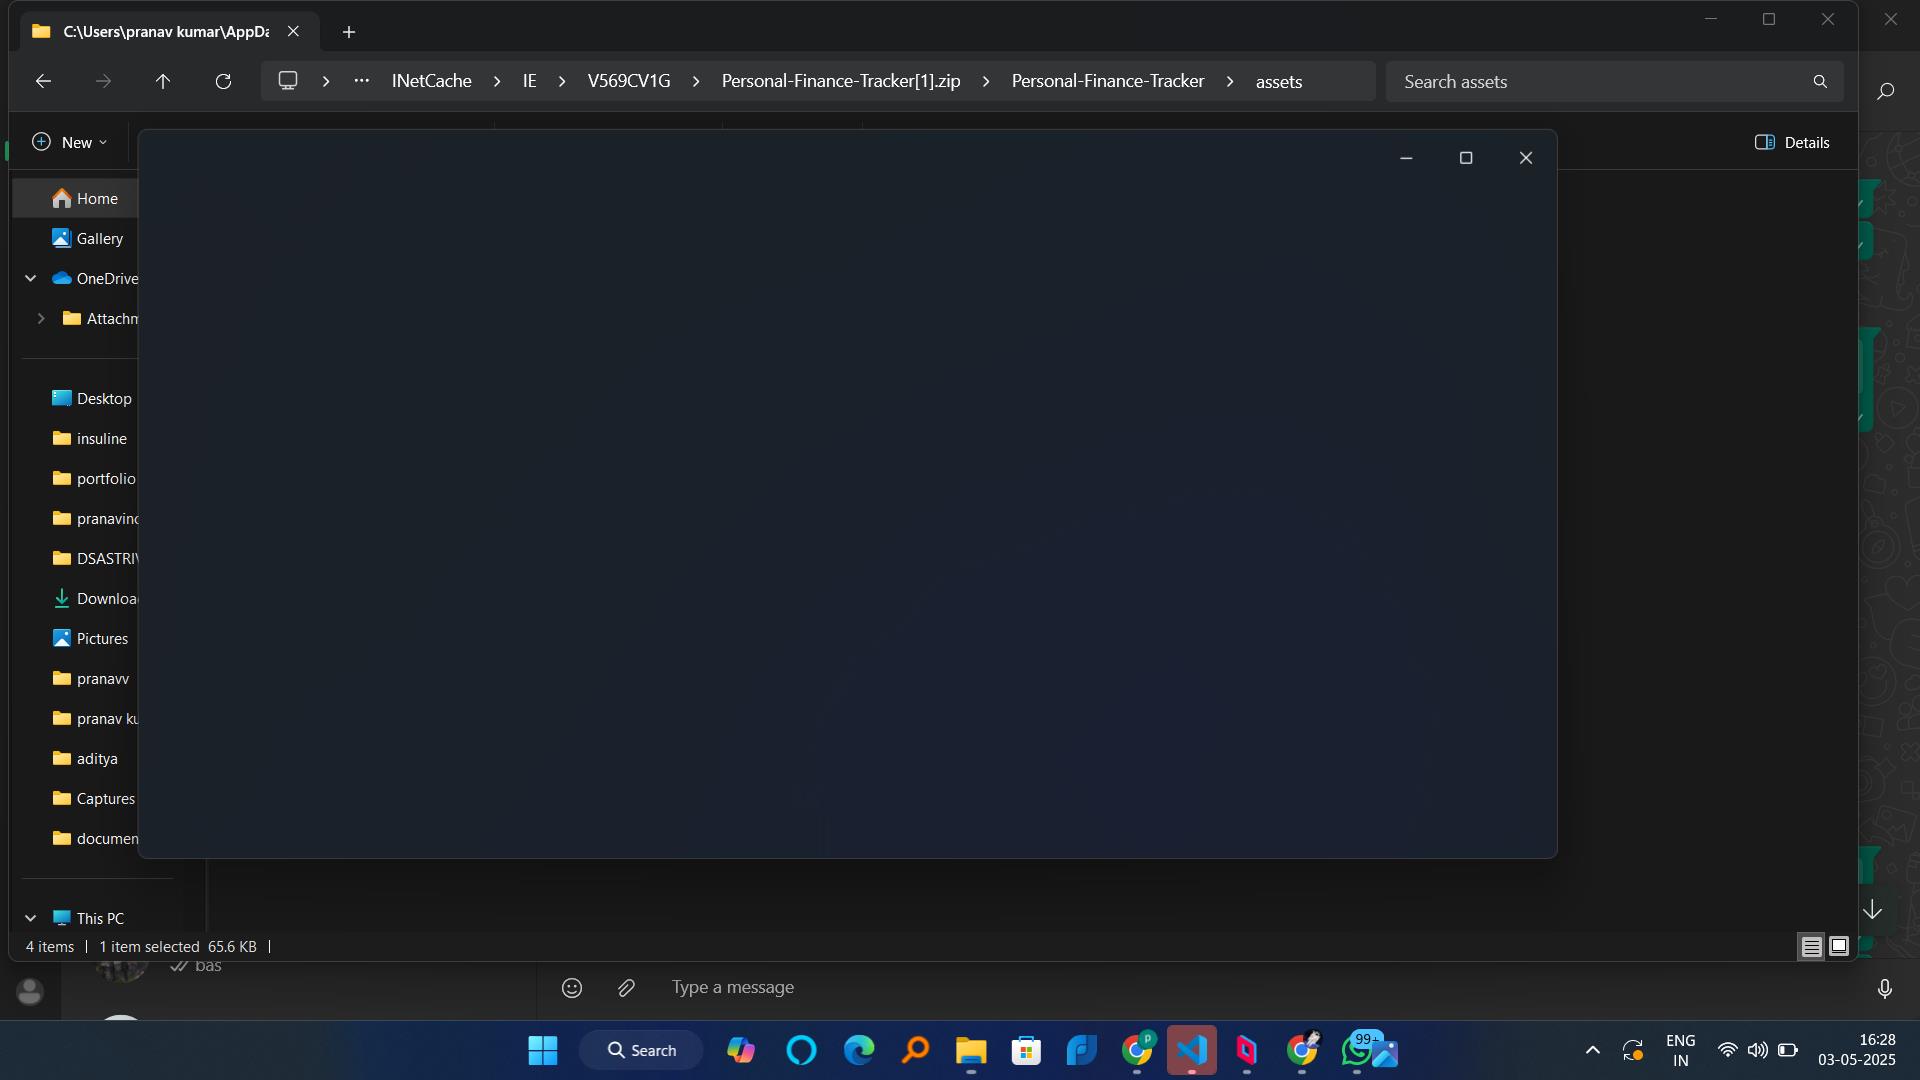 C:\Users\pranav kumar\AppDa
INetCache
IE
V569CV1G
Personal-Finance-Tracker[1].zip
Personal-Finance-Tracker
assets
Search assets
New
Details
Home
Gallery
OneDrive
Attachm
Desktop
insuline
portfolio
pranavinc
DSASTRIV
Downloa
Pictures
pranavv
pranav ku
aditya
Captures
documen
This PC
4 items
1 item selected 65.6 KB
bas
Type a message
Search
P
99+
ENG
IN
16:28
03-05-2025